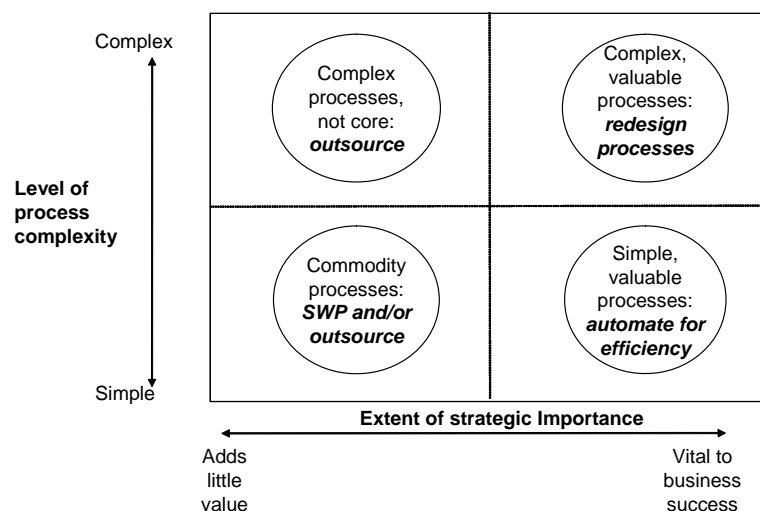 Complex
Complex
processes,
not core:
outsource
Complex,
valuable
processes:
redesign
processes
Level of
process
complexity
Commodity
processes:
SWP and/or
outsource
Simple,
valuable
processes:
automate for
efficiency
Simple
Extent of strategic Importance
Adds
little
value
Vital to
business
success